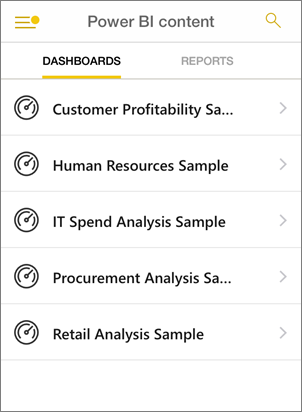 Power BI content
DASHBOARDS REPORTS
Customer Profitability Sa...
Human Resources Sample
IT Spend Analysis Sample
Procurement Analysis Sa...
Retail Analysis Sample